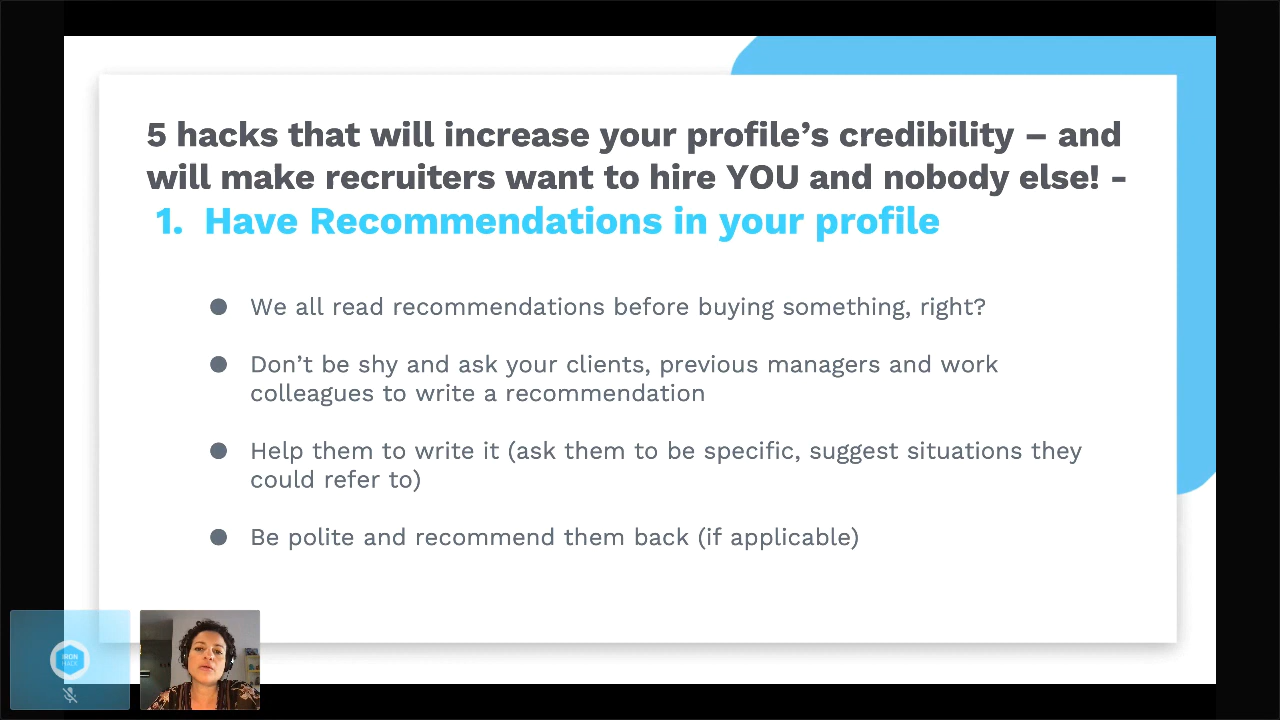 5 hacks that will increase your profile’s credibility – and
will make recruiters want to hire YOU and nobody else! -
1. Have Recommendations in your profile
● We all read recommendations before buying something, right?
● Don’t be shy and ask your clients, previous managers and work
colleagues to write a recommendation
● Help them to write it (ask them to be specific, suggest situations they
could refer to)
● Be polite and recommend them back (if applicable)
IRON
HACK